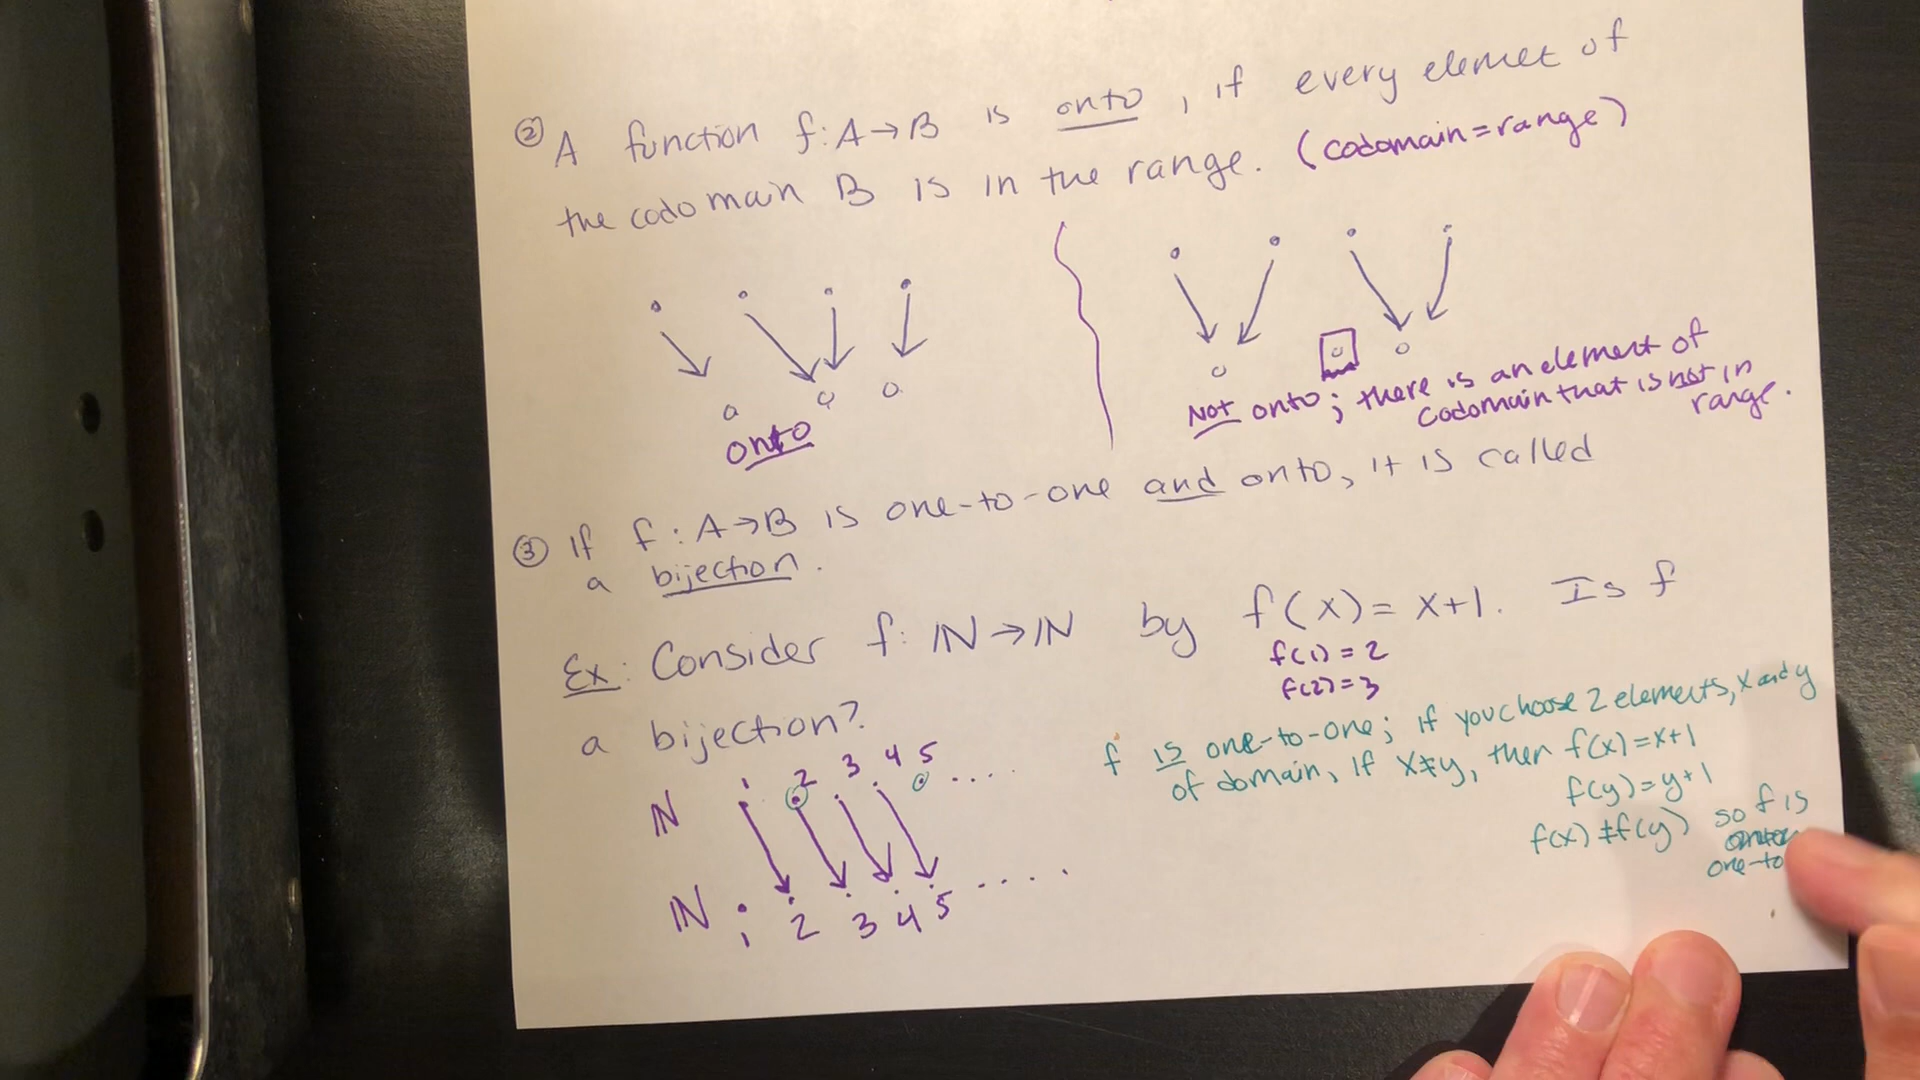 ② A function f: A→B is onto, if every elemet of
the codomain B is in the range. (codomain=range)
onto
Not onto; there is an element of
codomain that is not in
range.
③ If f: A→B is one-to-one and onto, it is called
a bijection.
Ex: Consider f: ℕ→ℕ by f(x)= x+1. Is f
f(1)=2
f(2)=3
a bijection?
ℕ 1 2 3 4 5 ....
ℕ 1 2 3 4 5 .....
f is one-to-one; if you choose 2 elements, x and y
of domain, if x≠y, then f(x)=x+1
f(y)=y+1
f(x)≠f(y) so f is
one-to